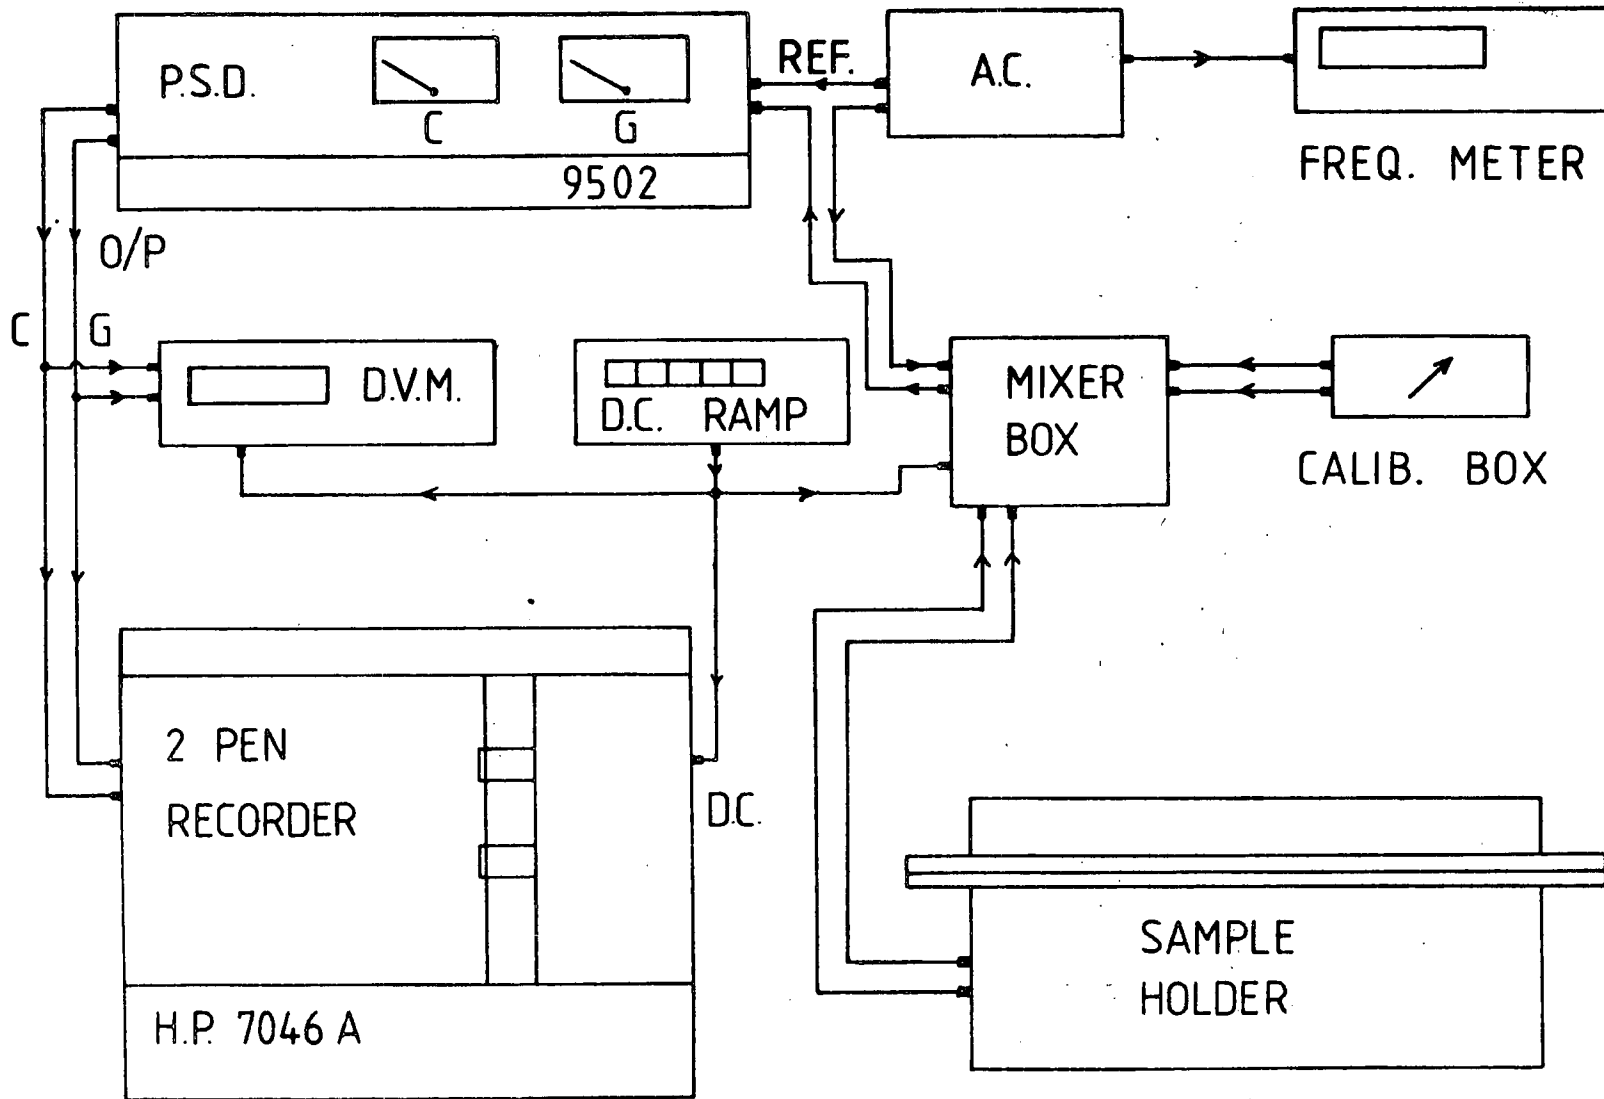 P.S.D.
C
G
9502
REF.
A.C.
FREQ. METER
O/P
C
G
D.V.M.
D.C. RAMP
MIXER
BOX
CALIB. BOX
2 PEN
RECORDER
D.C.
H.P. 7046 A
SAMPLE
HOLDER